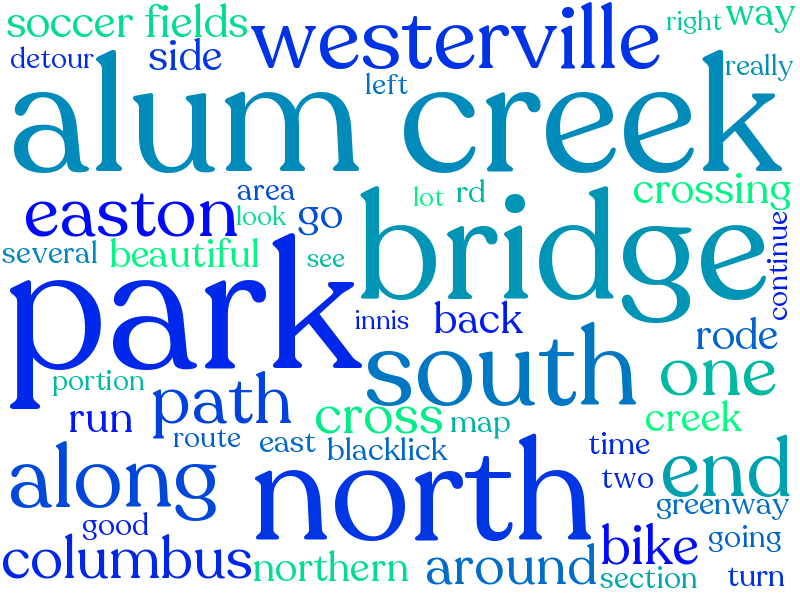 soccer fields
westerville
right
way
detour
side
left
really
alum creek
easton
area
look
go
lot
rd
crossing
several
beautiful
see
bridge
continue
park
innis
back
rode
south
one
portion
path
run
cross
map
creek
route
east
blacklick
time
along
north
two
end
good
greenway
columbus
northern
around
bike
going
section
turn